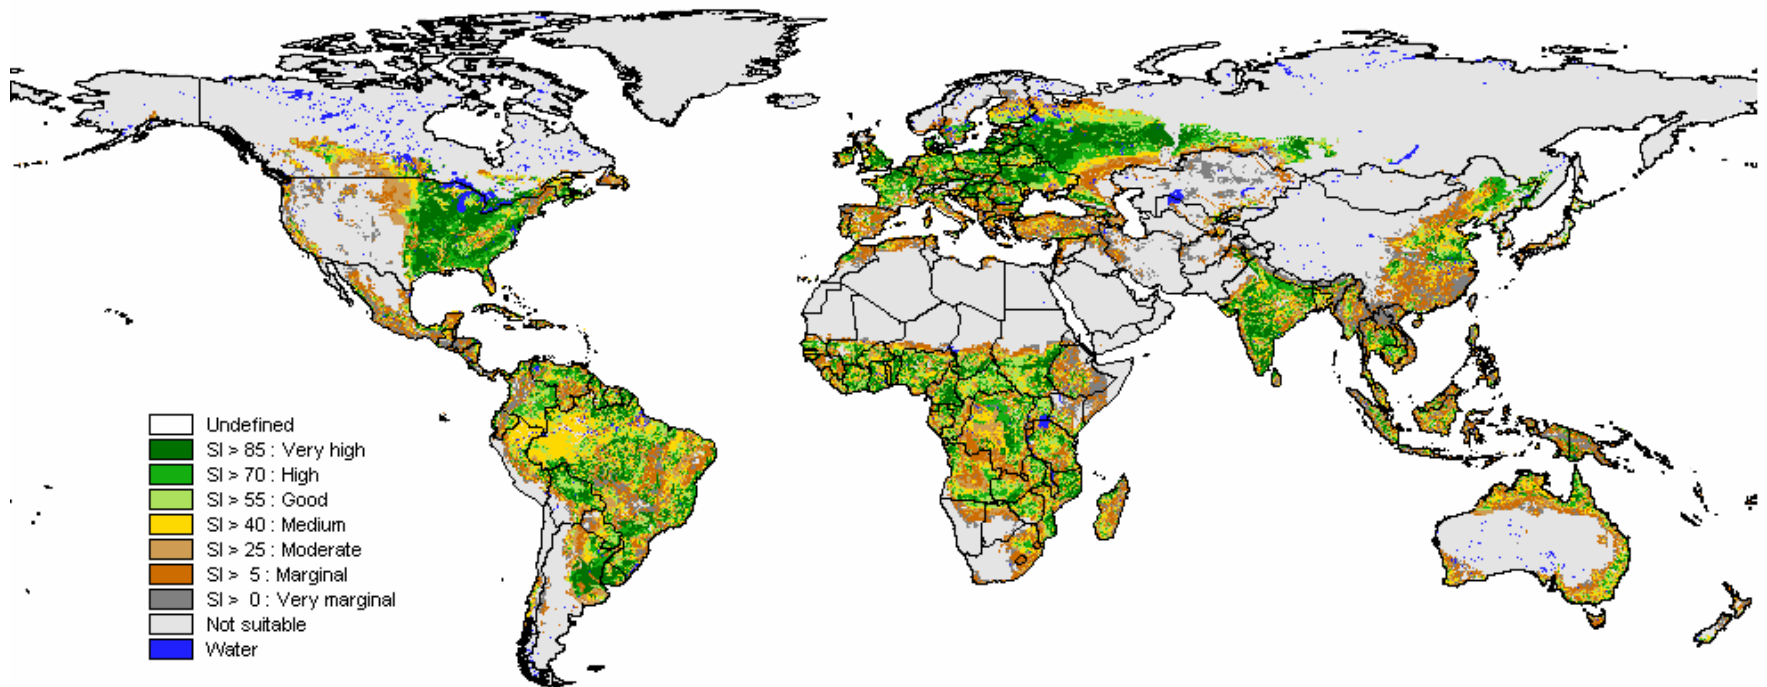 Undefined
SI > 85 : Very high
SI > 70 : High
SI > 55 : Good
SI > 40 : Medium
SI > 25 : Moderate
SI > 5 : Marginal
SI > 0 : Very marginal
Not suitable
Water